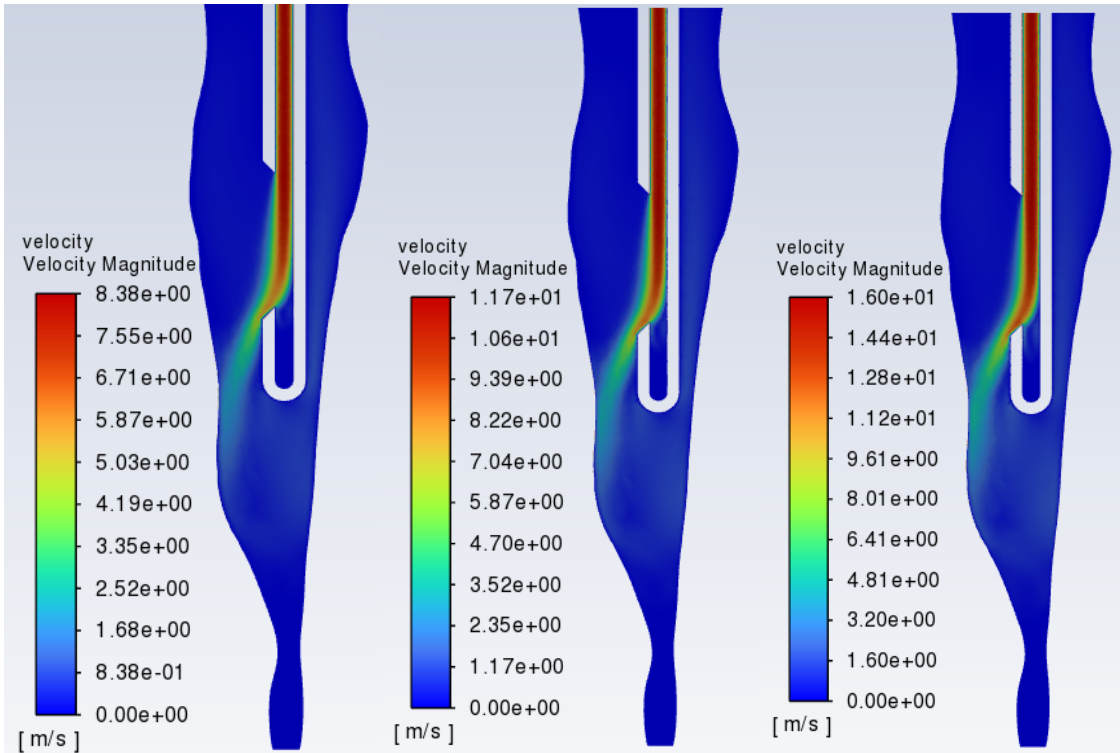 velocity
Velocity Magnitude
8.38e+00
7.55e+00
6.71e+00
5.87e+00
5.03e+00
4.19e+00
3.35e+00
2.52e+00
1.68e+00
8.38e-01
0.00e+00
[ m/s ]
velocity
Velocity Magnitude
1.17e+01
1.06e+01
9.39e+00
8.22e+00
7.04e+00
5.87e+00
4.70e+00
3.52e+00
2.35e+00
1.17e+00
0.00e+00
[ m/s ]
velocity
Velocity Magnitude
1.60e+01
1.44e+01
1.28e+01
1.12e+01
9.61e+00
8.01e+00
6.41e+00
4.81e+00
3.20e+00
1.60e+00
0.00e+00
[ m/s ]